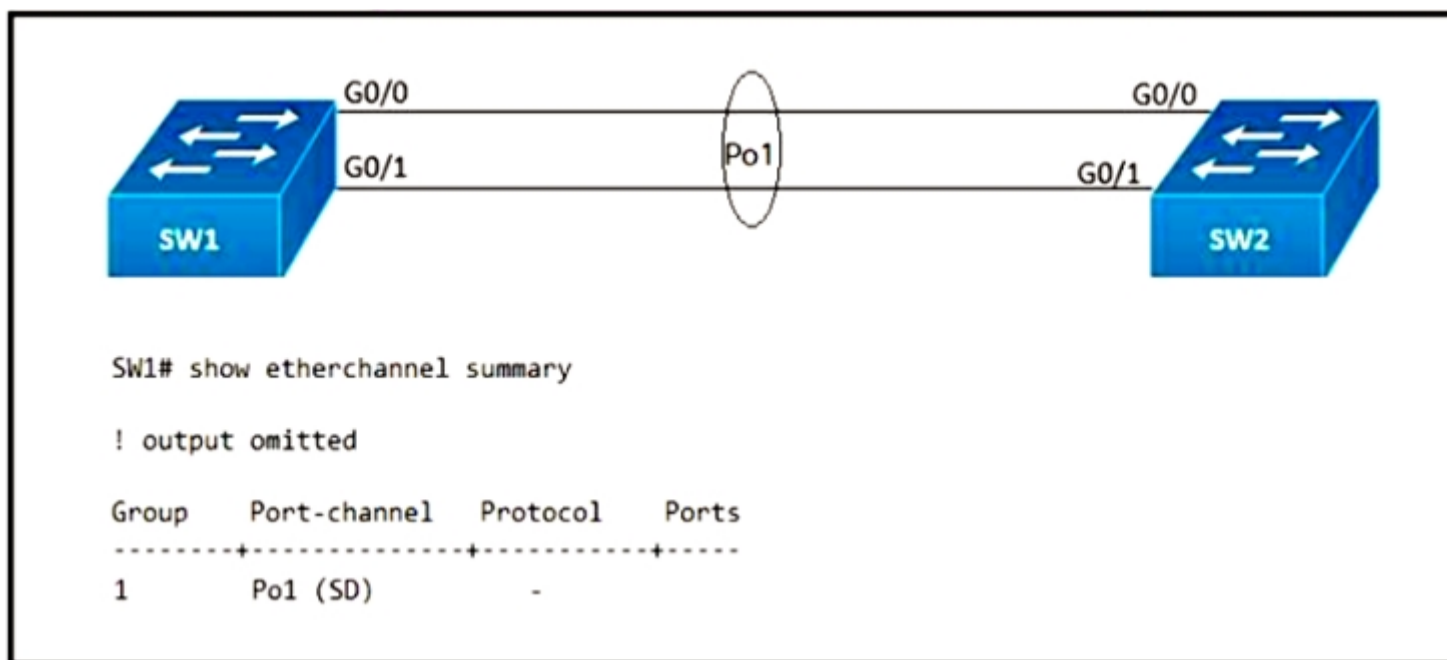 G0/0
G0/0
Po1
G0/1
G0/1
SW1
SW2
SW1# show etherchannel summary
! output omitted
Group Port-channel Protocol Ports
--------+--------------+-----------+-----
1 Po1 (SD) -